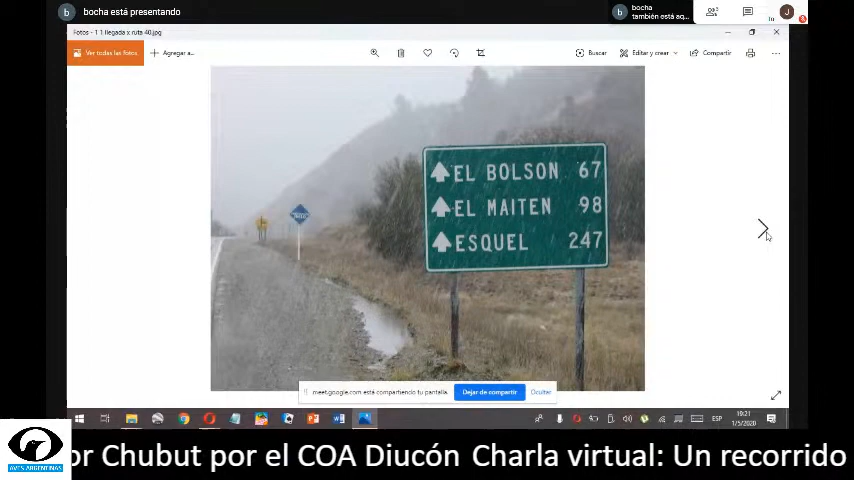 b bocha está presentando
b bocha
también está aq...
3
Tu
J
Fotos - 1 1 llegada x ruta 40.jpg
Ver todas las fotos
Agregar a...
Buscar
Editar y crear
Compartir
EL BOLSON 67
EL MAITEN 98
ESQUEL 247
meet.google.com está compartiendo tu pantalla.
Dejar de compartir
Ocultar
ESP
19:21
1/5/2020
AVES ARGENTINAS
or Chubut por el COA Diucón Charla virtual: Un recorrido